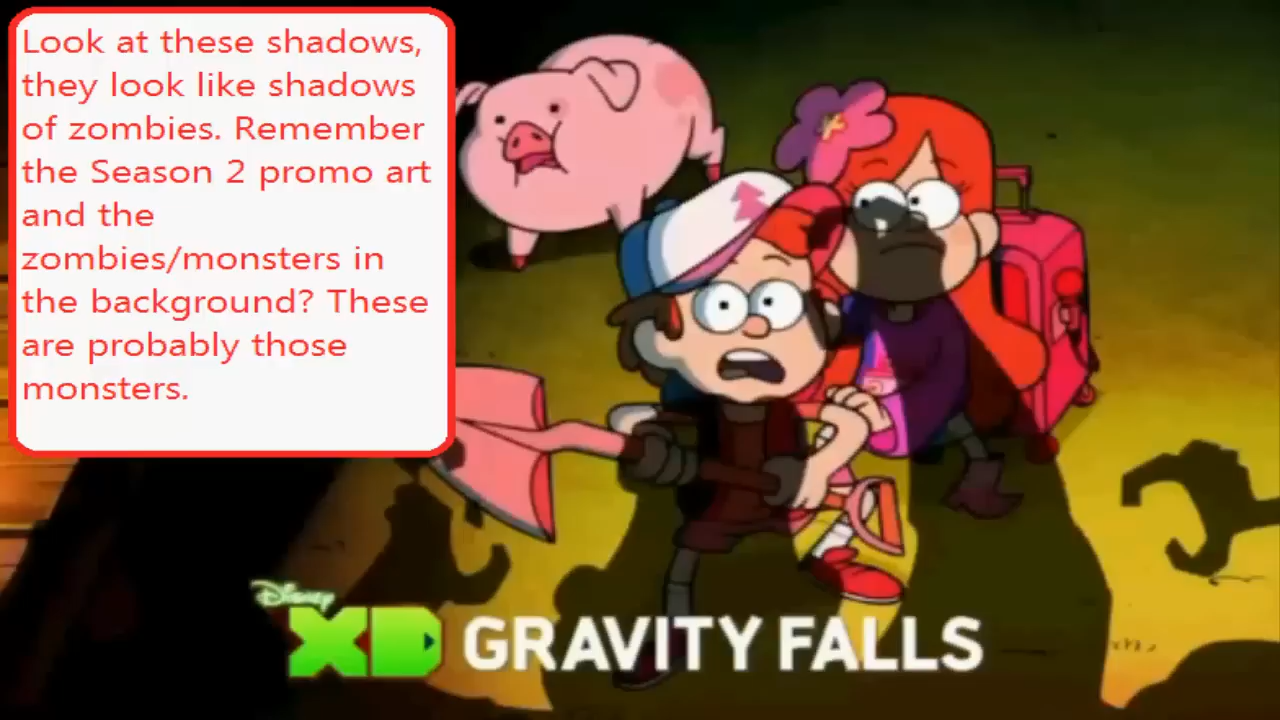 Look at these shadows,
they look like shadows
of zombies. Remember
the Season 2 promo art
and the
zombies/monsters in
the background? These
are probably those
monsters.
Disney
XD GRAVITY FALLS